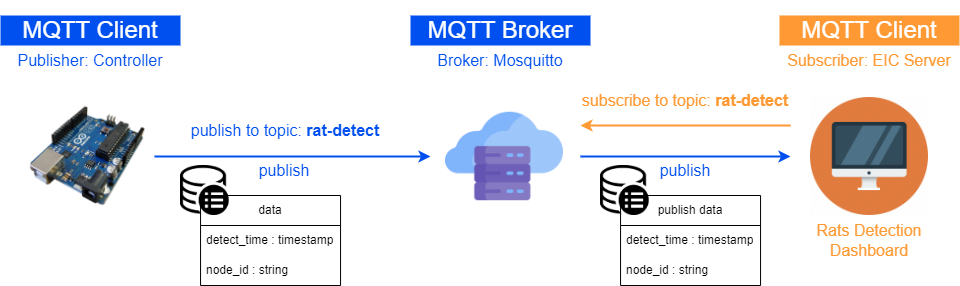 MQTT Client
Publisher: Controller
MQTT Broker
Broker: Mosquitto
MQTT Client
Subscriber: EIC Server
publish to topic: rat-detect
publish
data
detect_time : timestamp
node_id : string
subscribe to topic: rat-detect
publish
publish data
detect_time : timestamp
node_id : string
Rats Detection
Dashboard